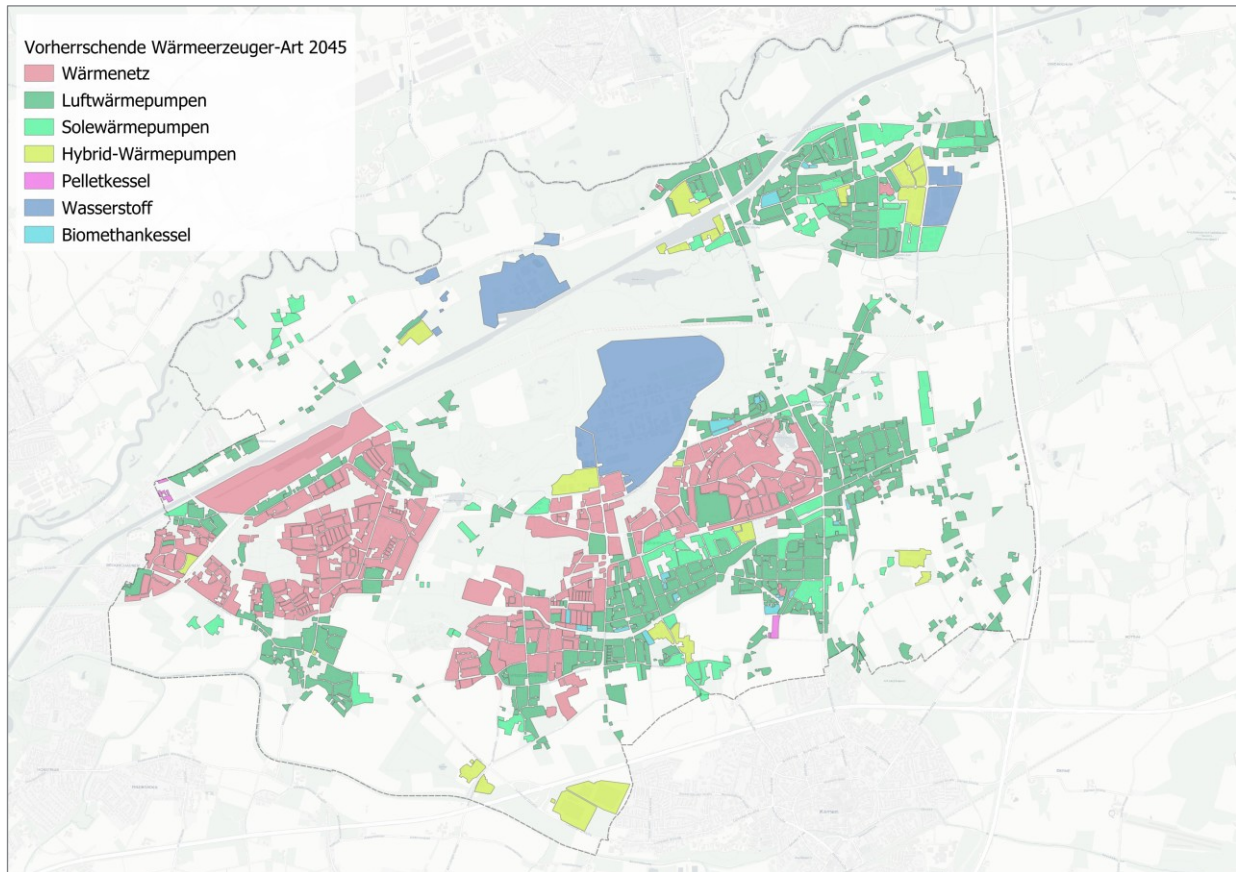 Vorherrschende Wärmeerzeuger-Art 2045
Wärmenetz
Luftwärmepumpen
Solewärmepumpen
Hybrid-Wärmepumpen
Pelletkessel
Wasserstoff
Biomethankessel